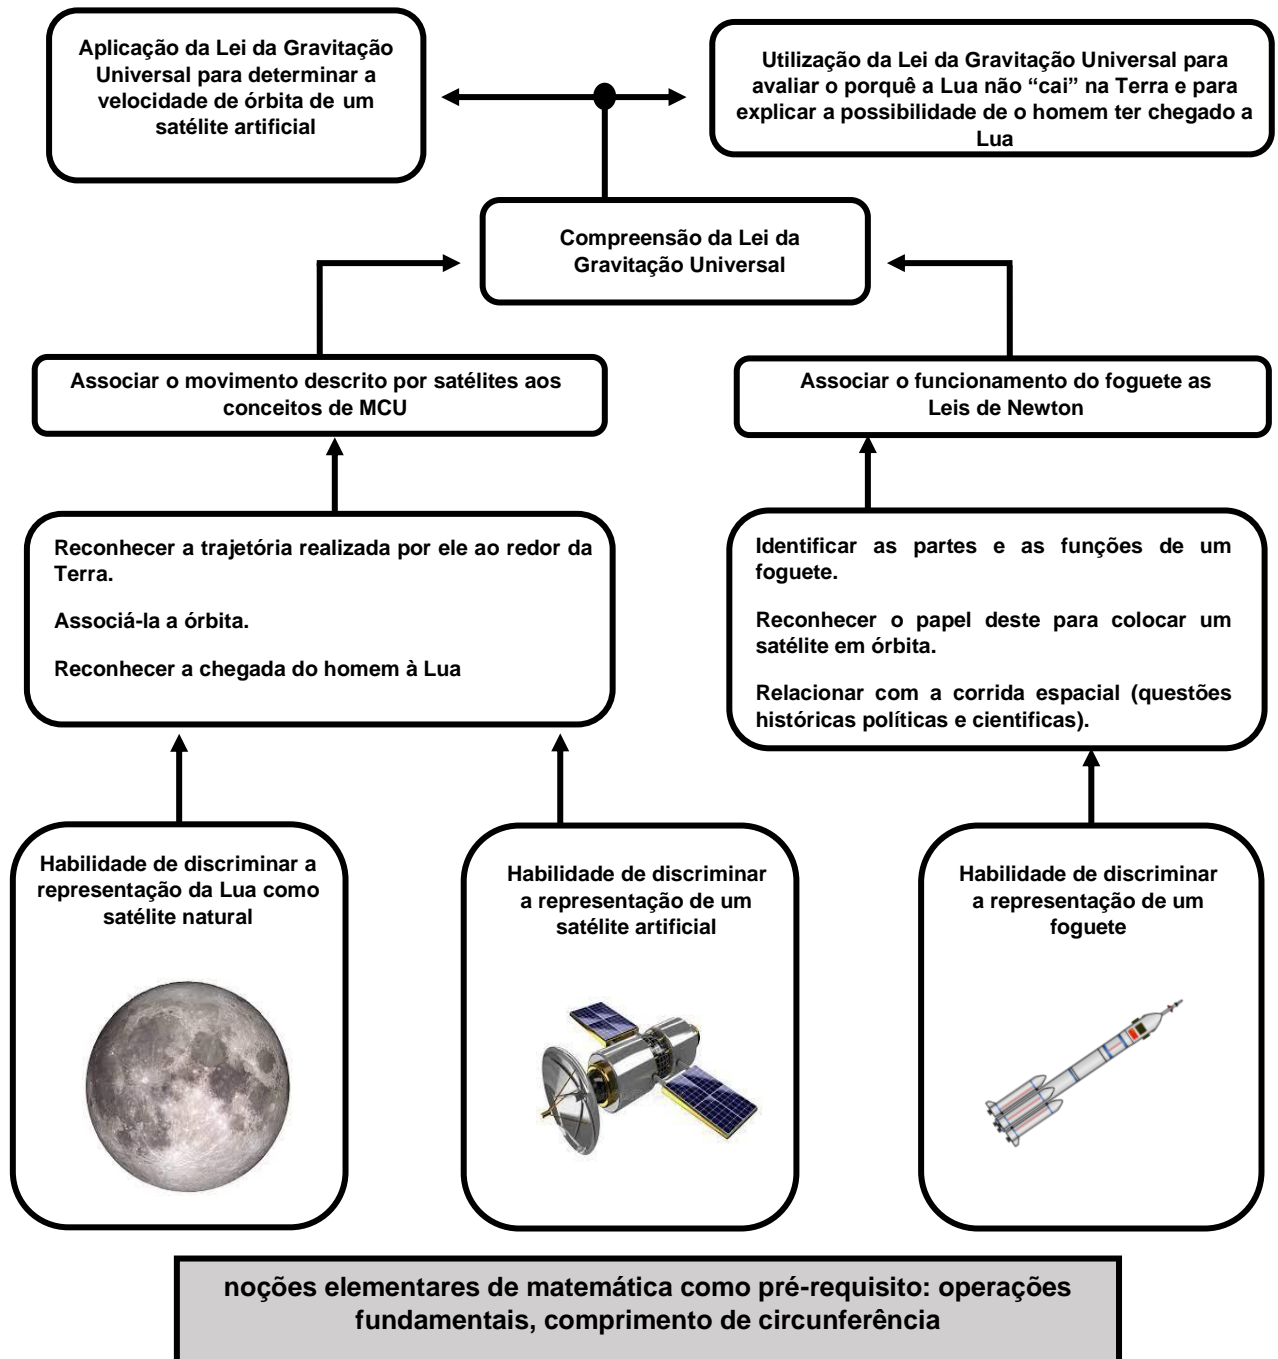 Aplicação da Lei da Gravitação
Universal para determinar a
velocidade de órbita de um
satélite artificial
Utilização da Lei da Gravitação Universal para
avaliar o porquê a Lua não “cai” na Terra e para
explicar a possibilidade de o homem ter chegado a
Lua
Compreensão da Lei da
Gravitação Universal
Associar o movimento descrito por satélites aos
conceitos de MCU
Associar o funcionamento do foguete as
Leis de Newton
Reconhecer a trajetória realizada por ele ao redor da
Terra.
Associá-la a órbita.
Reconhecer a chegada do homem à Lua
Identificar as partes e as funções de um
foguete.
Reconhecer o papel deste para colocar um
satélite em órbita.
Relacionar com a corrida espacial (questões
históricas políticas e cientificas).
Habilidade de discriminar a
representação da Lua como
satélite natural
Habilidade de discriminar
a representação de um
satélite artificial
Habilidade de discriminar
a representação de um
foguete
noções elementares de matemática como pré-requisito: operações
fundamentais, comprimento de circunferência